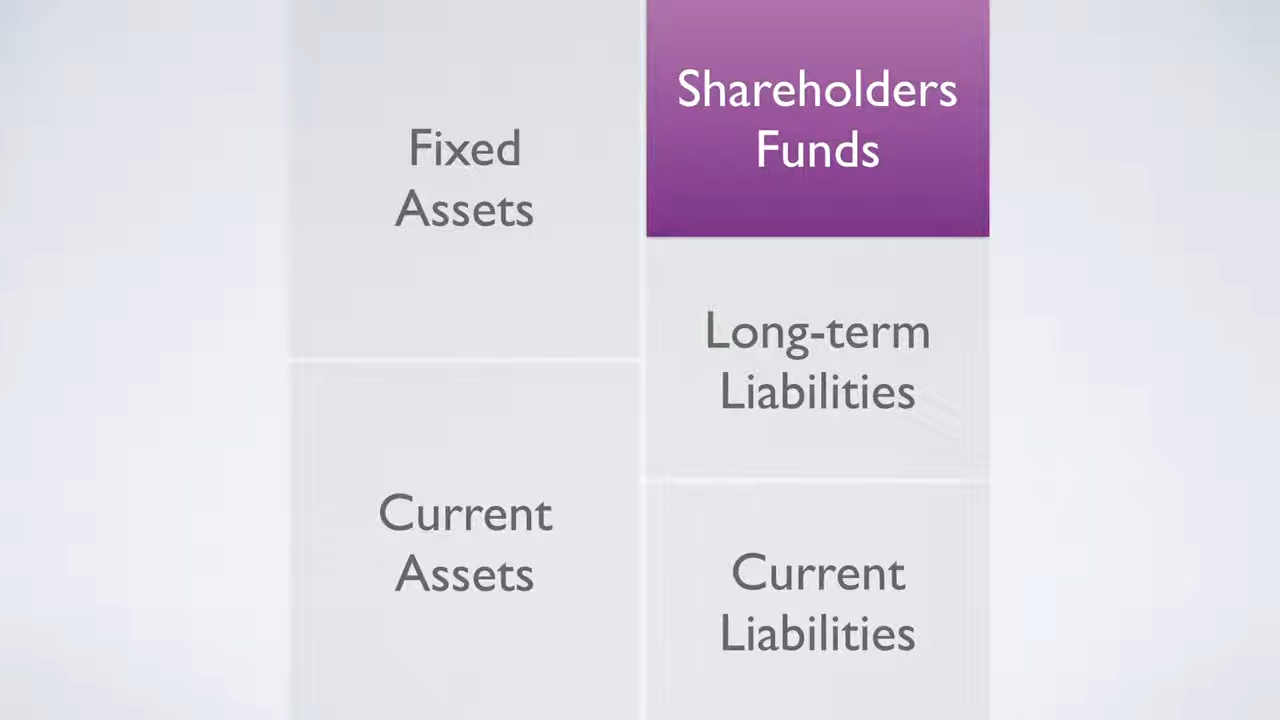 Fixed
Assets
Current
Assets
Shareholders
Funds
Long-term
Liabilities
Current
Liabilities